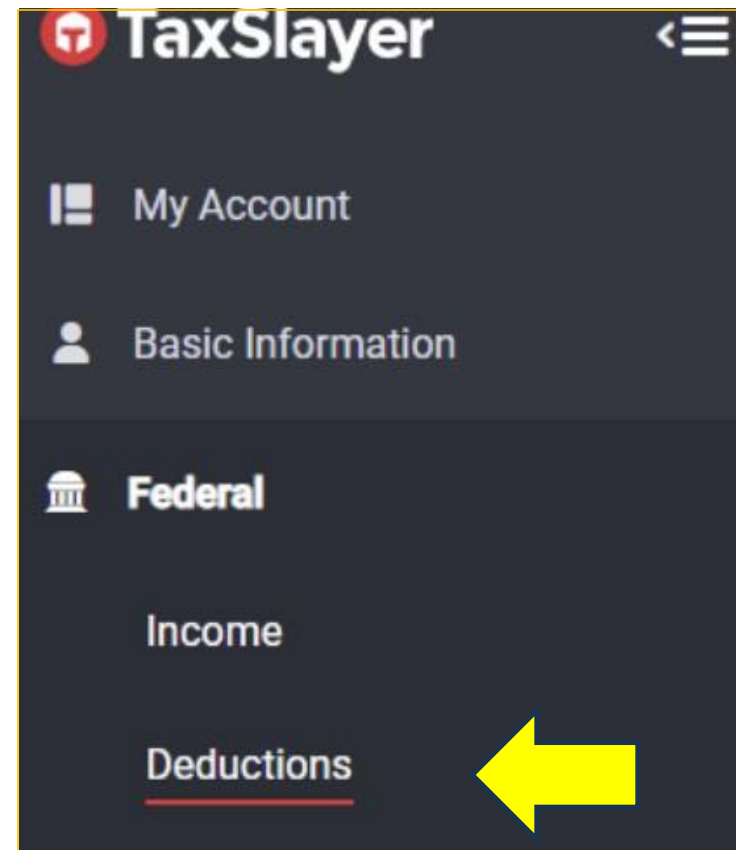 TaxSlayer
My Account
Basic Information
Federal
Income
Deductions